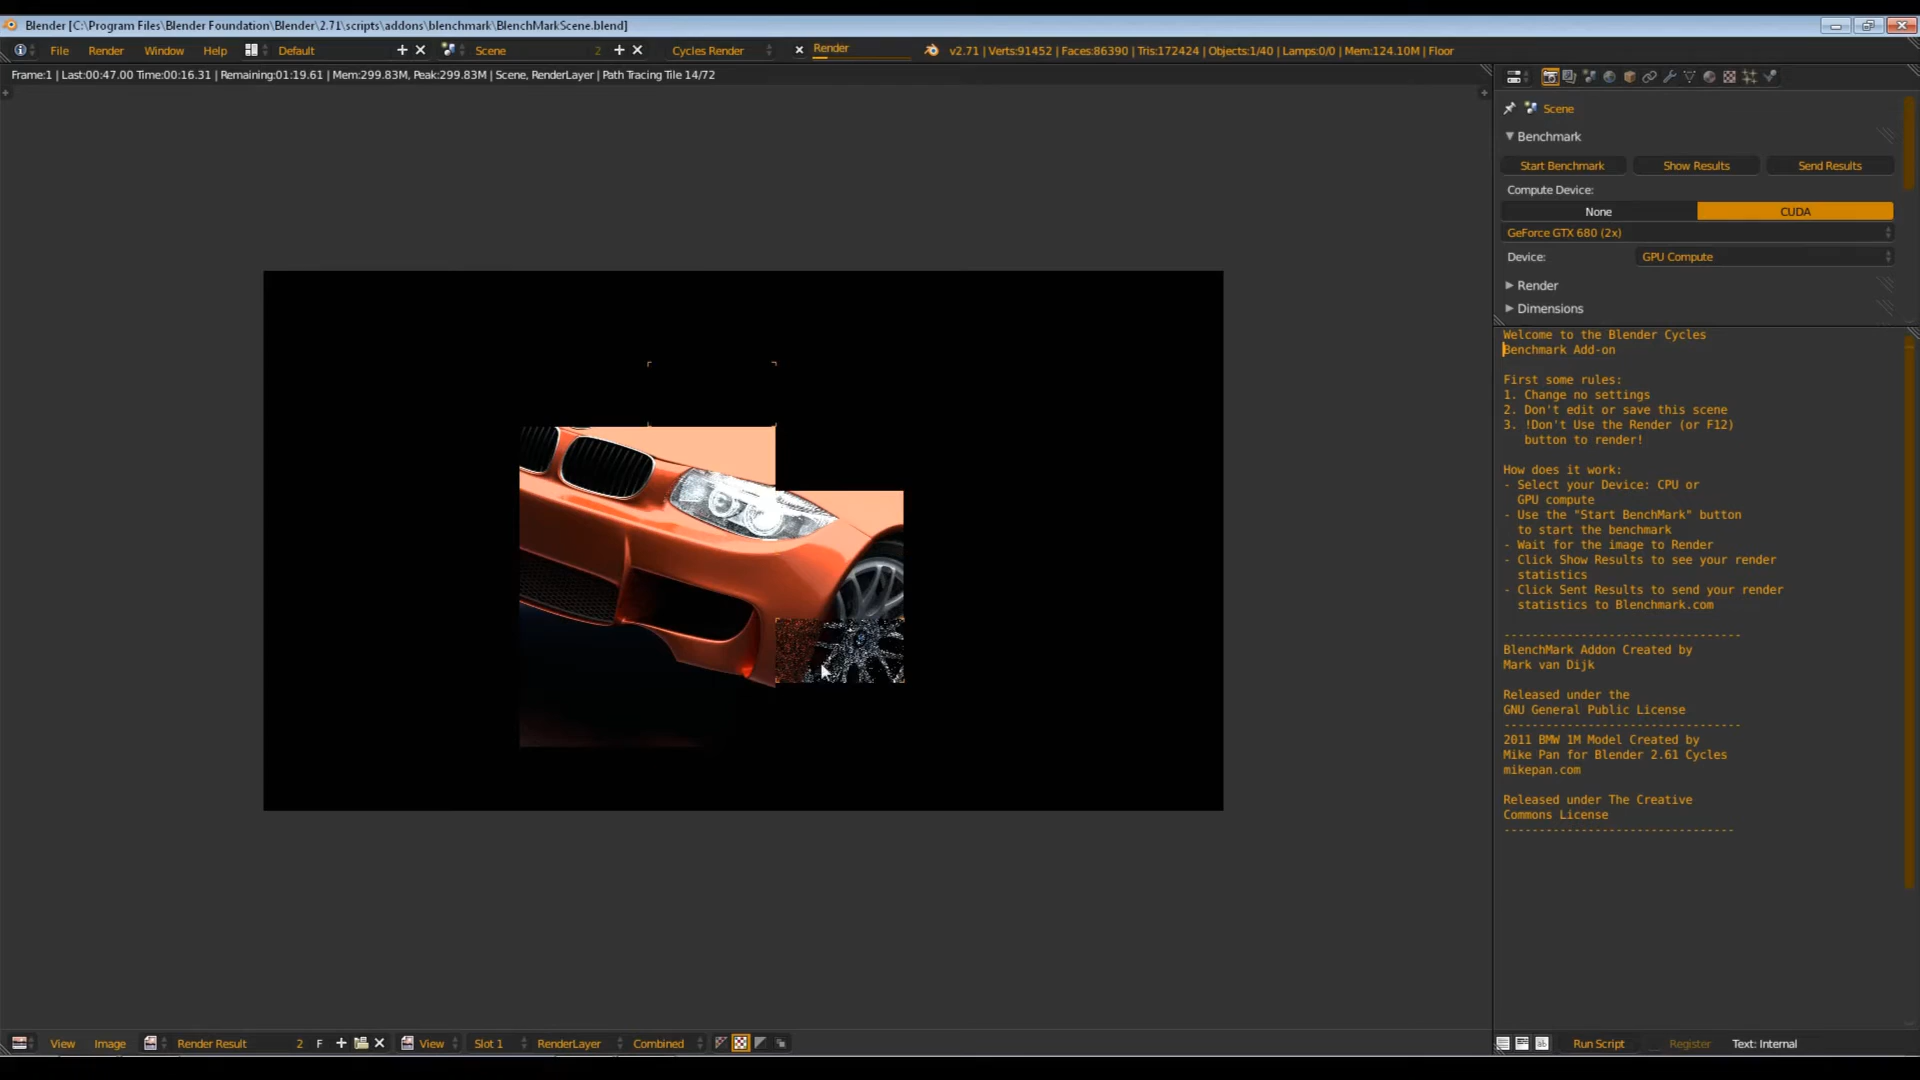 Blender [C:\Program Files\Blender Foundation\Blender\2.71\scripts\addons\blenchmark\BlenchMarkScene.blend]
File Render Window Help Default Scene 2 Cycles Render Render v2.71 | Verts:91452 | Faces:86390 | Tris:172424 | Objects:1/40 | Lamps:0/0 | Mem:124.10M | Floor
Frame:1 | Last:00:47.00 Time:00:16.31 | Remaining:01:19.61 | Mem:299.83M, Peak:299.83M | Scene, RenderLayer | Path Tracing Tile 14/72
Scene
Benchmark
Start Benchmark Show Results Send Results
Compute Device:
None CUDA
GeForce GTX 680 (2x)
Device: GPU Compute
Render
Dimensions
Welcome to the Blender Cycles
Benchmark Add-on
First some rules:
1. Change no settings
2. Don't edit or save this scene
3. !Don't Use the Render (or F12)
button to render!
How does it work:
- Select your Device: CPU or
GPU compute
- Use the "Start BenchMark" button
to start the benchmark
- Wait for the image to Render
- Click Show Results to see your render
statistics
- Click Sent Results to send your render
statistics to Blenchmark.com
---------------------------------
BlenchMark Addon Created by
Mark van Dijk
Released under the
GNU General Public License
---------------------------------
2011 BMW 1M Model Created by
Mike Pan for Blender 2.61 Cycles
mikepan.com
Released under The Creative
Commons License
--------------------------------
View Image Render Result 2 F View Slot 1 RenderLayer Combined Run Script Register Text: Internal